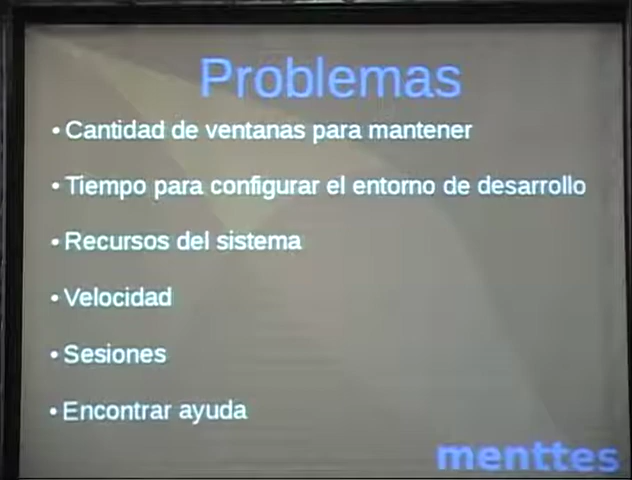 Problemas
• Cantidad de ventanas para mantener
• Tiempo para configurar el entorno de desarrollo
• Recursos del sistema
• Velocidad
• Sesiones
• Encontrar ayuda
menttes